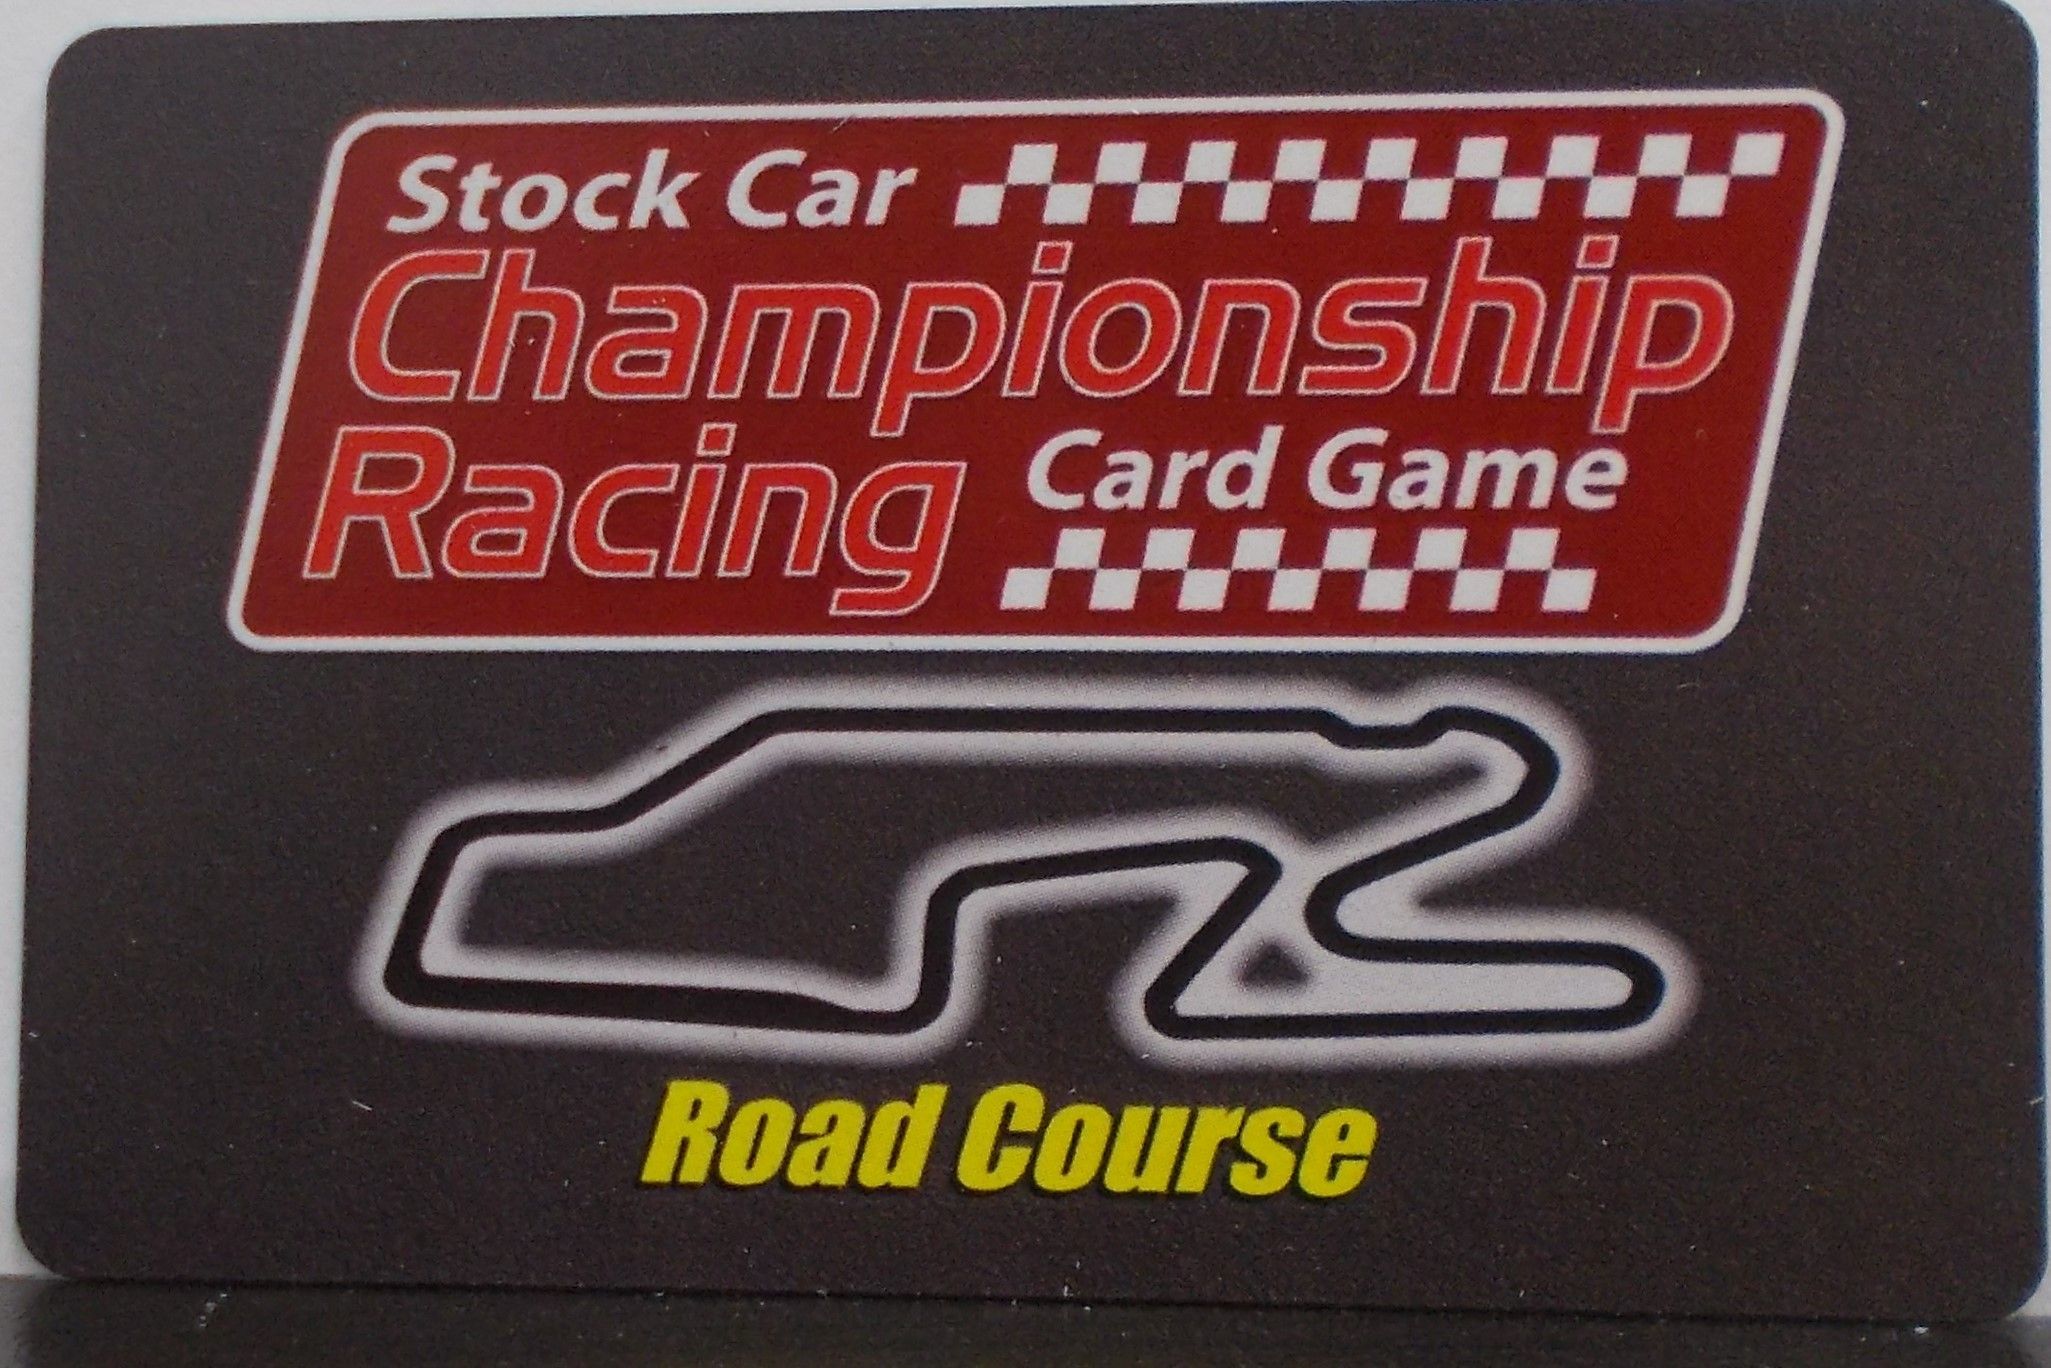 Stock Car
Championship
Racing Card Game
Road Course